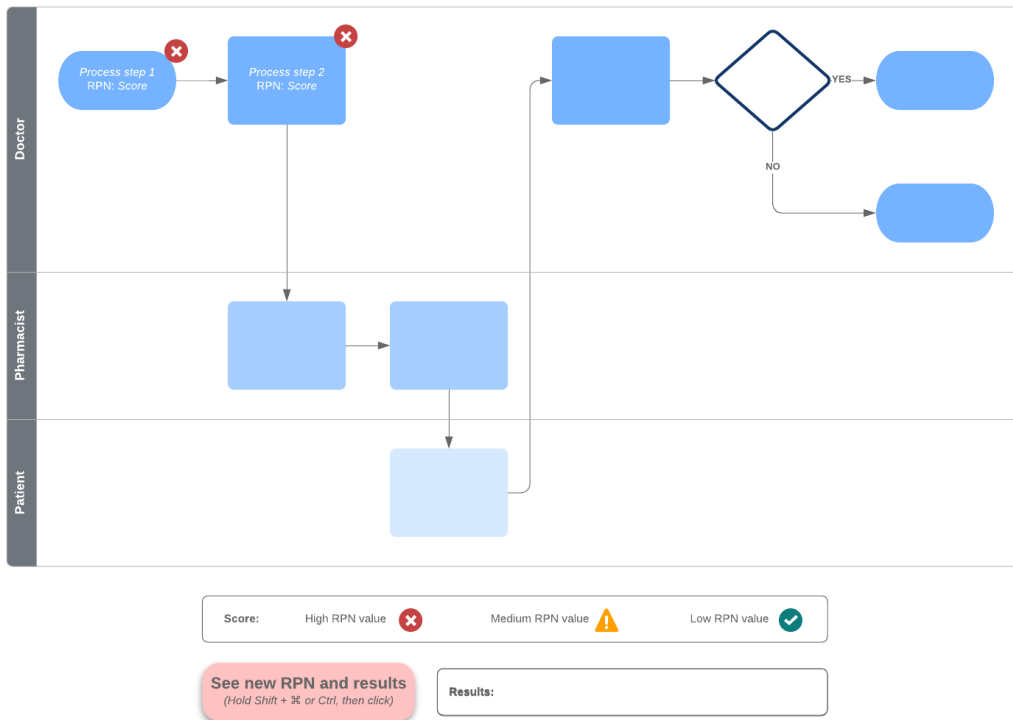 Doctor
Process step 1
RPN: Score
Process step 2
RPN: Score
YES
NO
Pharmacist
Patient
Score:
High RPN value
Medium RPN value
Low RPN value
See new RPN and results
(Hold Shift + ⌘ or Ctrl, then click)
Results: